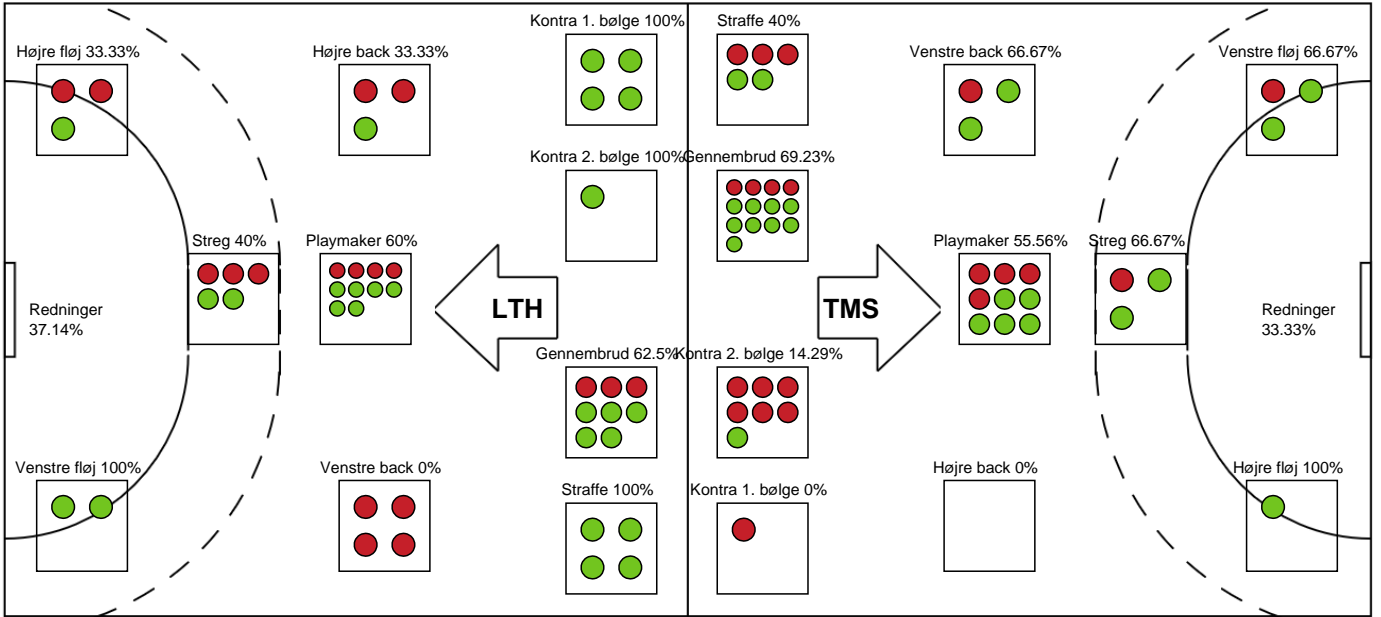 Kontra 1. bølge 100%
Straffe 40%
Højre fløj 33.33%
Højre back 33.33%
Venstre back 66.67%
Venstre fløj 66.67%
Kontra 2. bølge 100%
Gennembrud 69.23%
Streg 40%
Playmaker 60%
Playmaker 55.56%
Streg 66.67%
Redninger
37.14%
LTH
TMS
Redninger
33.33%
Gennembrud 62.5%
Kontra 2. bølge 14.29%
Venstre fløj 100%
Venstre back 0%
Straffe 100%
Kontra 1. bølge 0%
Højre back 0%
Højre fløj 100%